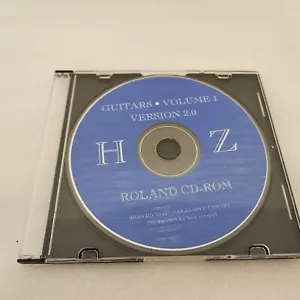 GUITARS • VOLUME 1
VERSION 2.0
H Z
ROLAND CD-ROM